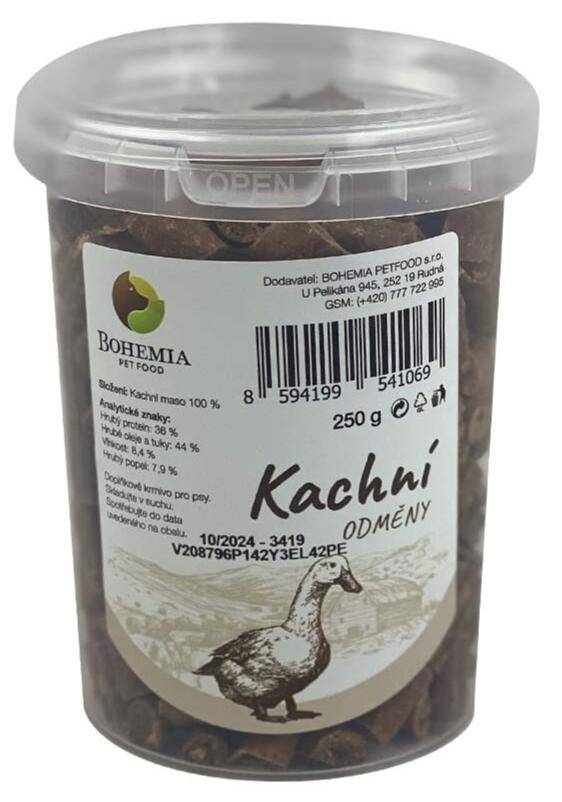 OPEN
BOHEMIA
PET FOOD
Dodavatel: BOHEMIA PETFOOD s.r.o.
U Pelikána 945, 252 19 Rudná
GSM: (+420) 777 722 995
8 594199 541069
250 g
Složení: Kachní maso 100 %
Analytické znaky:
Hrubý protein: 36 %
Hrubé oleje a tuky: 44 %
Vlhkost: 8,4 %
Hrubý popel: 7,9 %
Doplňkové krmivo pro psy.
Skladujte v suchu.
Spotřebujte do data
uvedeného na obalu.
Kachní
ODMĚNY
10/2024 - 3419
V208796P142Y3EL42PE